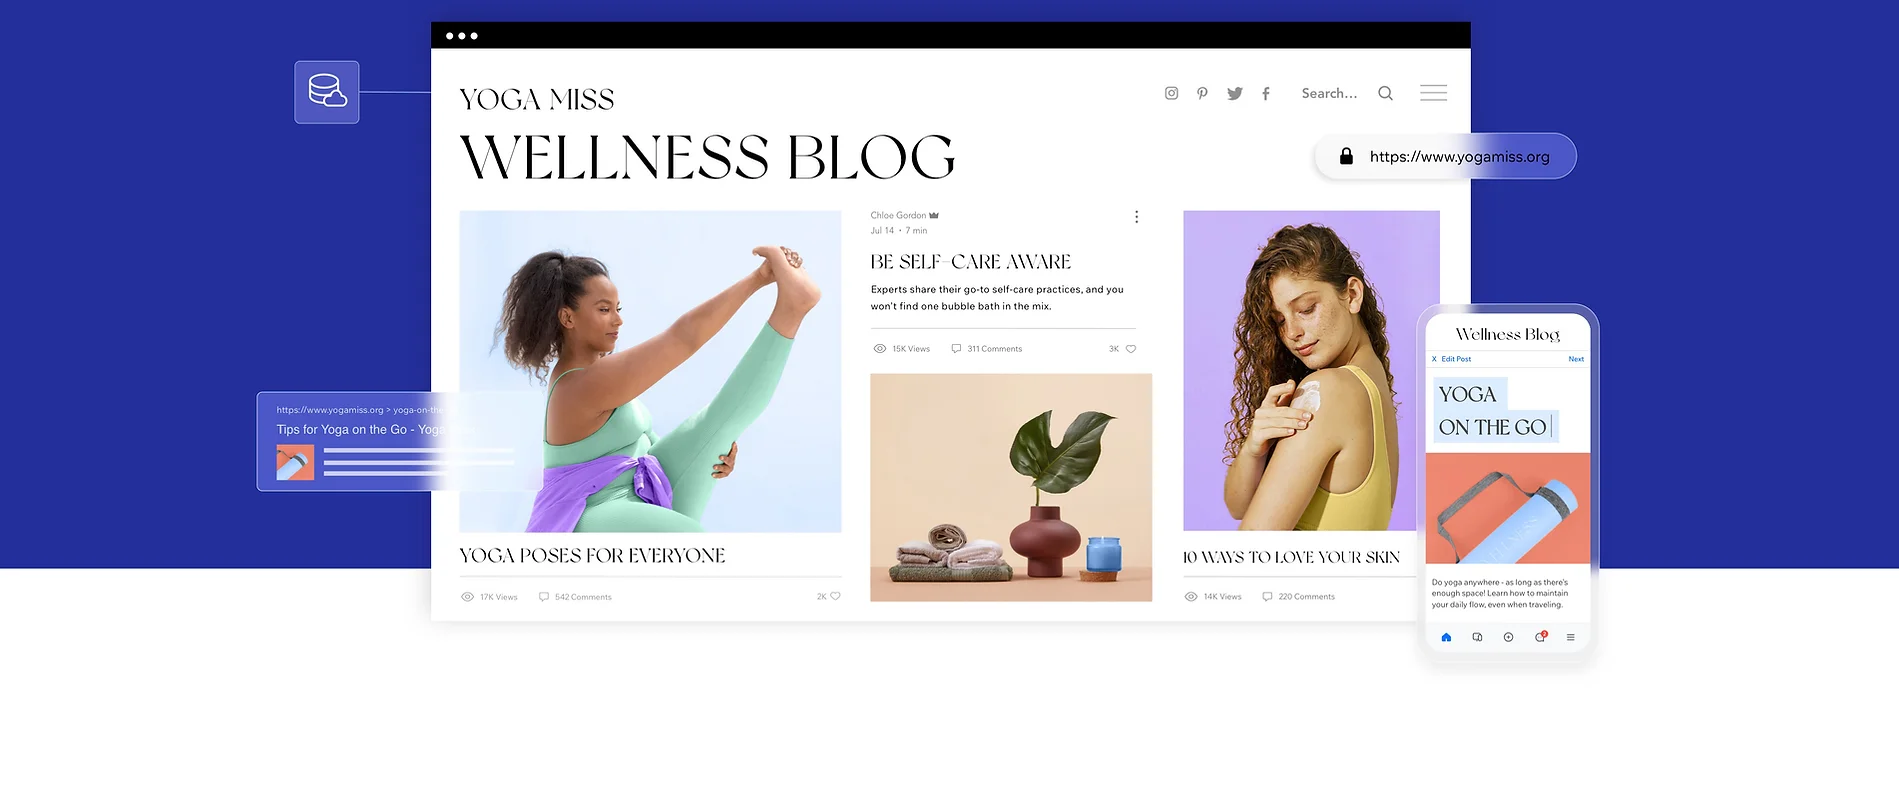 YOGA MISS
WELLNESS BLOG
Search...
https://www.yogamiss.org
Chloe Gordon
Jul 14 • 7 min
BE SELF-CARE AWARE
Experts share their go-to self-care practices, and you
won't find one bubble bath in the mix.
15K Views 311 Comments 3K
https://www.yogamiss.org > yoga-on-the
Tips for Yoga on the Go - Yoga
YOGA POSES FOR EVERYONE
17K Views 542 Comments 2K
10 WAYS TO LOVE YOUR SKIN
14K Views 220 Comments
Wellness Blog
X Edit Post Next
YOGA
ON THE GO
Do yoga anywhere - as long as there's
enough space! Learn how to maintain
your daily flow, even when traveling.
2